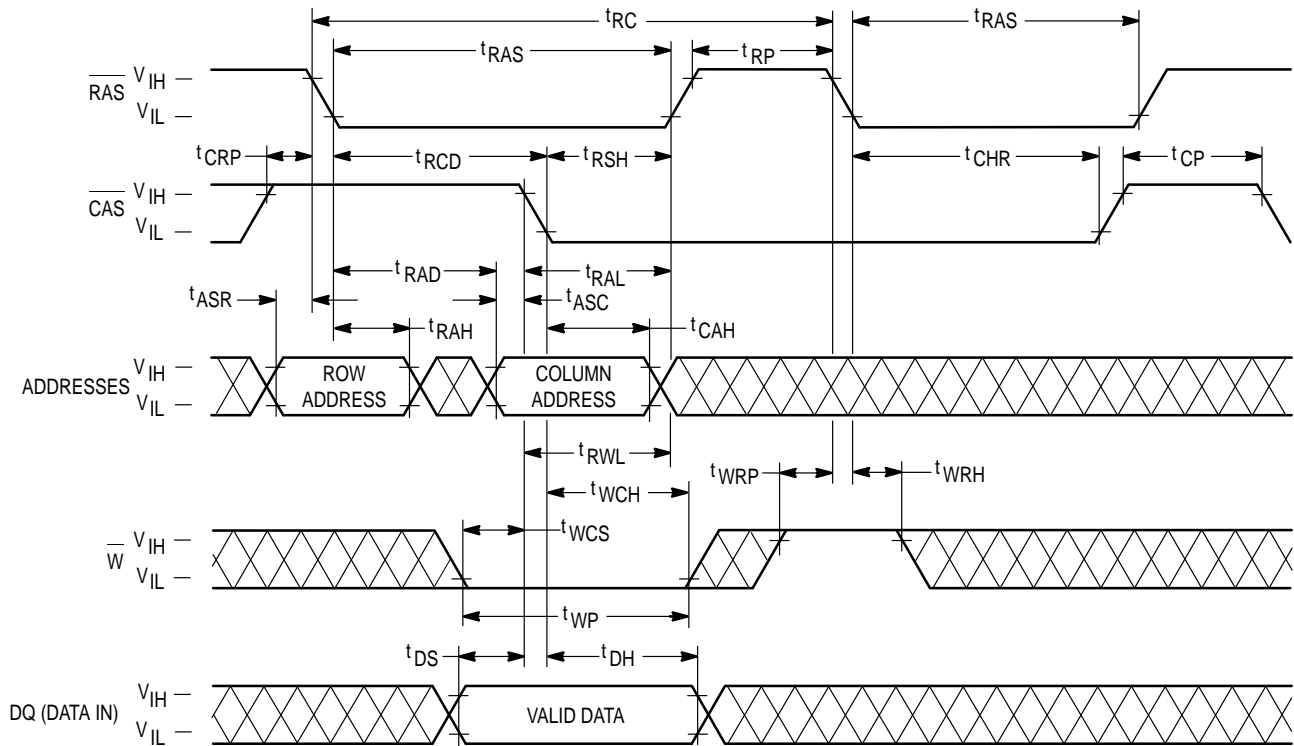 tRC
tRAS
tRAS
tRP
RAS
VIH
VIL
tCRP
tRCD
tRSH
tCHR
tCP
CAS
VIH
VIL
tRAD
tRAL
tASR
tASC
tRAH
tCAH
ADDRESSES
VIH
VIL
ROW
ADDRESS
COLUMN
ADDRESS
tRWL
tWRP
tWRH
tWCH
tWCS
W
VIH
VIL
tWP
tDS
tDH
DQ (DATA IN)
VIH
VIL
VALID DATA